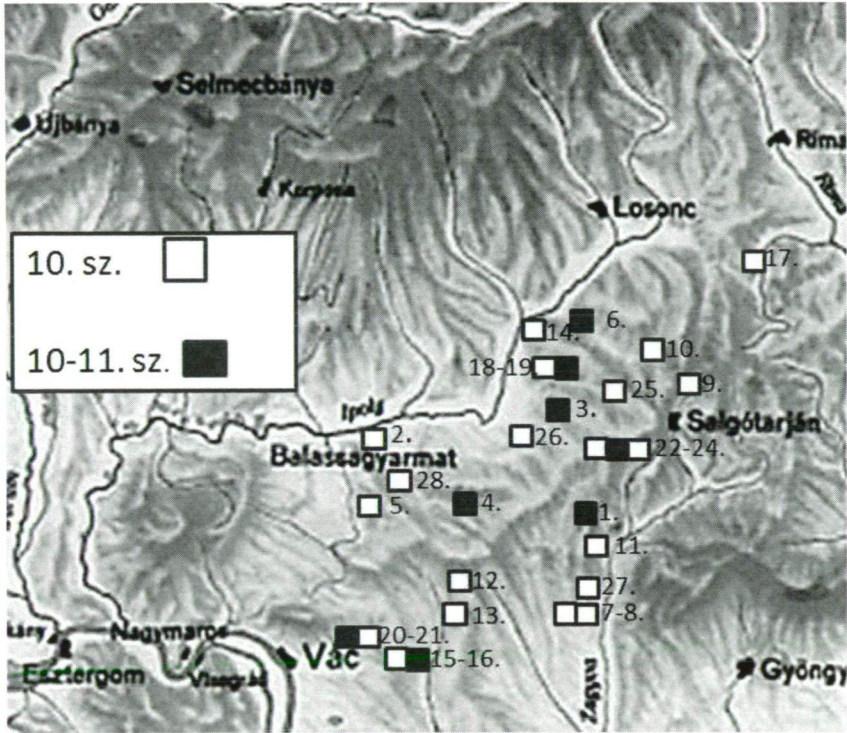 Selmecbánya
Ujbánya
Korpona
Losonc
10. sz.
10-11. sz.
17.
6.
14.
10.
18-19.
9.
25.
3.
Salgótarján
Ipoly
2.
26.
22-24.
Balassagyarmat
28.
5.
4.
1.
11.
12.
27.
13.
7-8.
Nagymaros
20-21.
Vác
15-16.
Esztergom
Visegrád
Zagyva
Gyöngy